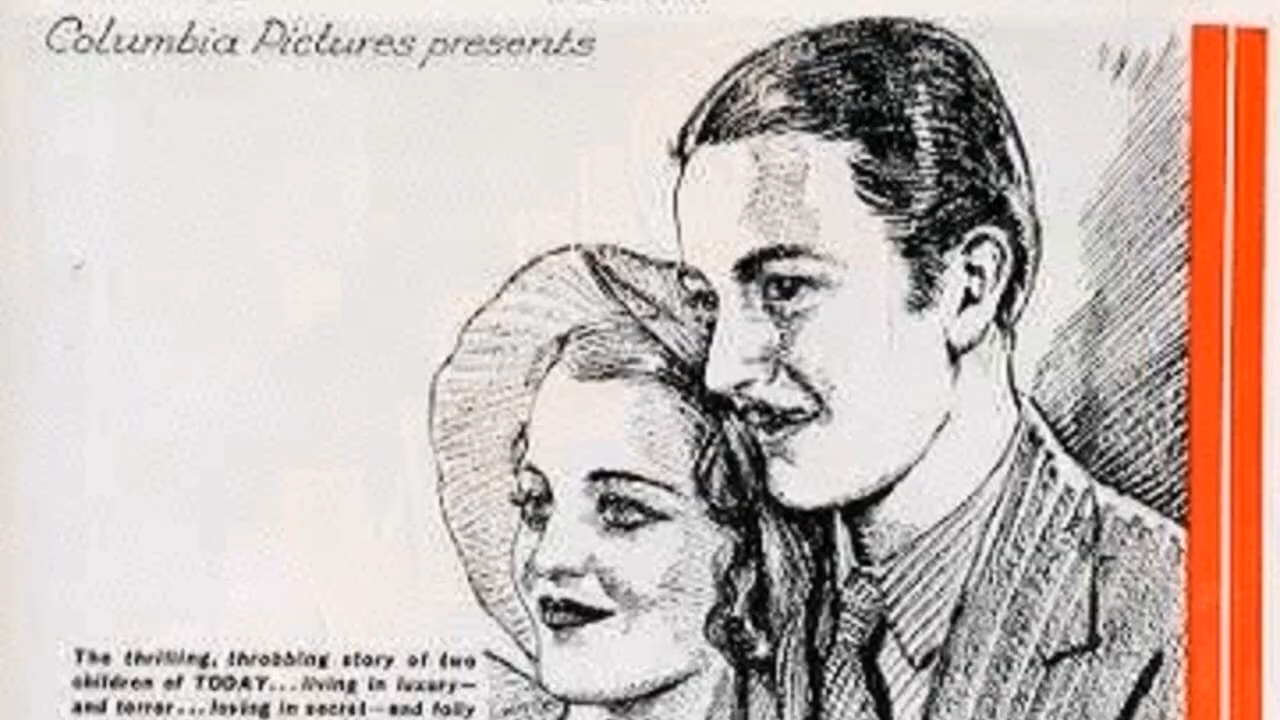 Columbia Pictures presents
The thrilling, throbbing story of two
children of TODAY...living in luxury—
and terror...loving in secret—and folly